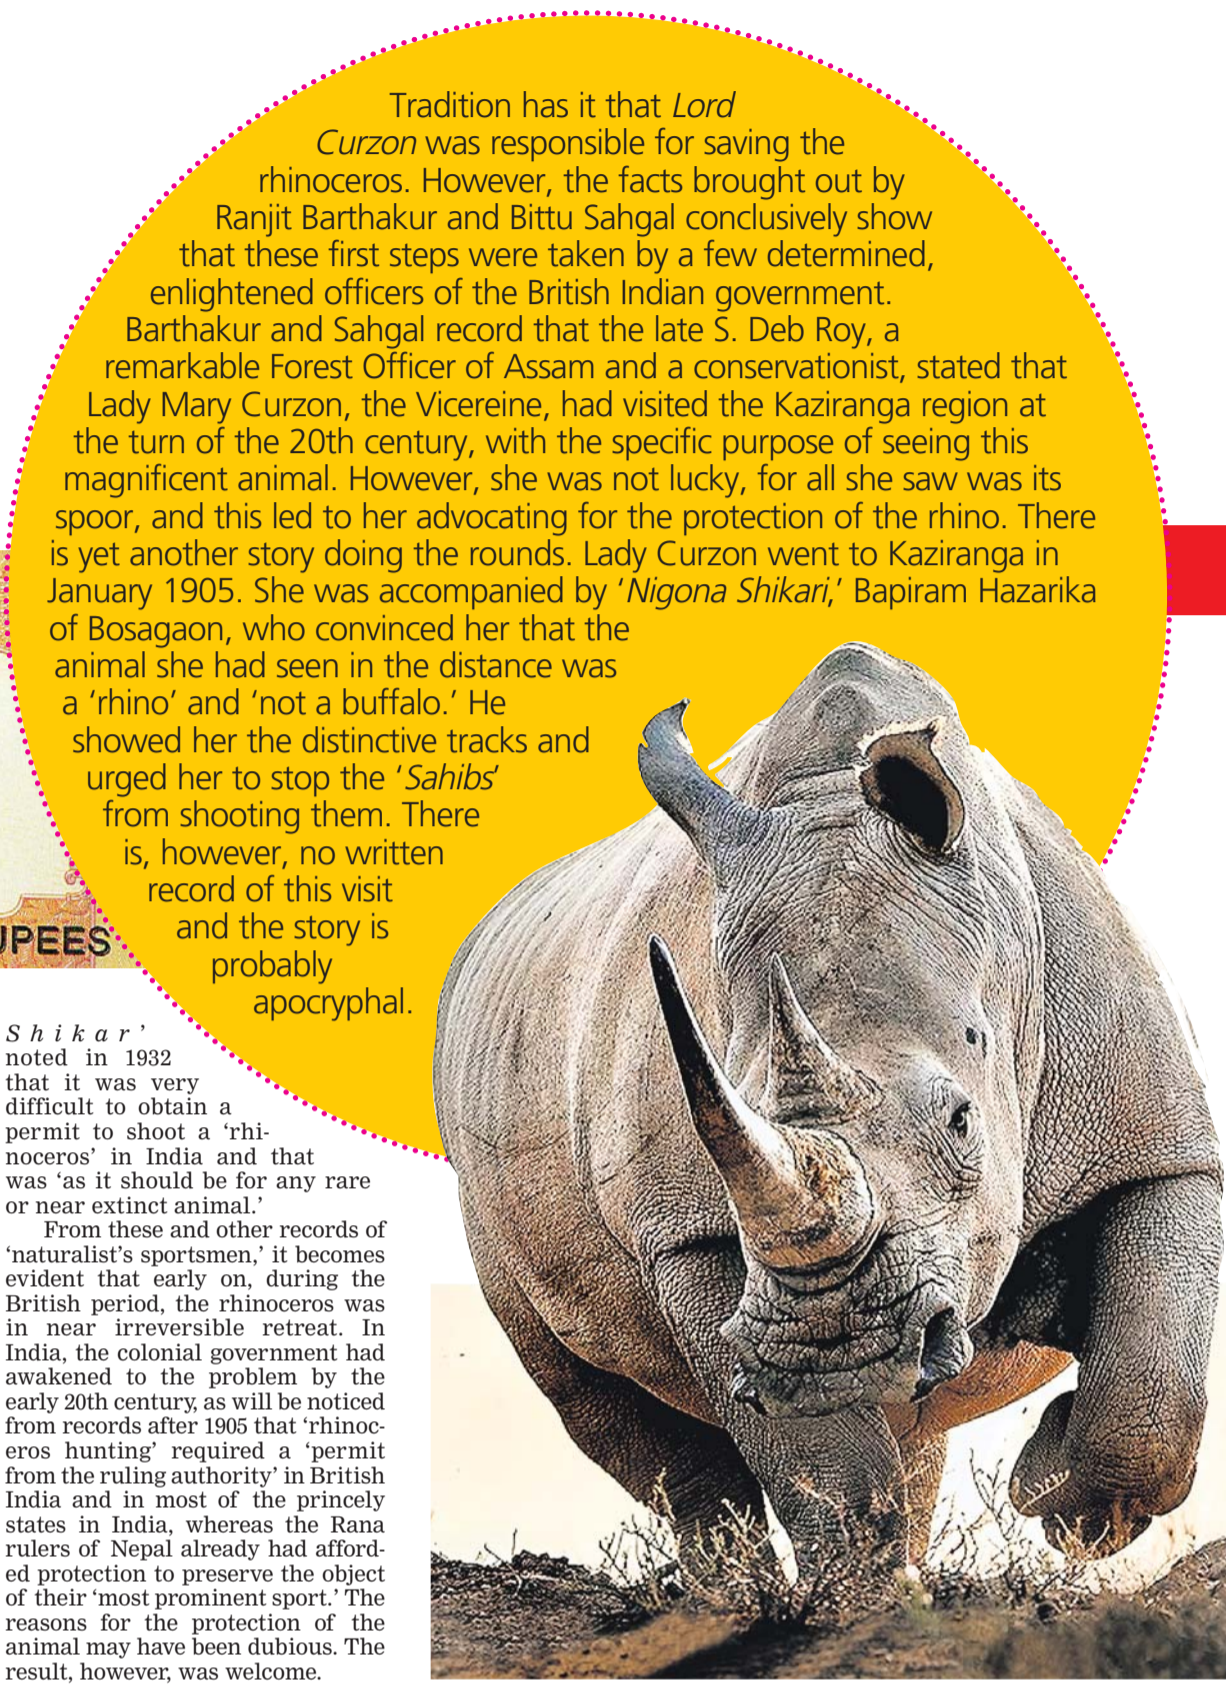 Tradition has it that Lord
Curzon was responsible for saving the
rhinoceros. However, the facts brought out by
Ranjit Barthakur and Bittu Sahgal conclusively show
that these first steps were taken by a few determined,
enlightened officers of the British Indian government.
Barthakur and Sahgal record that the late S. Deb Roy, a
remarkable Forest Officer of Assam and a conservationist, stated that
Lady Mary Curzon, the Vicereine, had visited the Kaziranga region at
the turn of the 20th century, with the specific purpose of seeing this
magnificent animal. However, she was not lucky, for all she saw was its
spoor, and this led to her advocating for the protection of the rhino. There
is yet another story doing the rounds. Lady Curzon went to Kaziranga in
January 1905. She was accompanied by ‘Nigona Shikari,’ Bapiram Hazarika
of Bosagaon, who convinced her that the
animal she had seen in the distance was
a ‘rhino’ and ‘not a buffalo.’ He
showed her the distinctive tracks and
urged her to stop the ‘Sahibs’
from shooting them. There
is, however, no written
record of this visit
and the story is
probably
apocryphal.
UPEES
Shikar’
noted in 1932
that it was very
difficult to obtain a
permit to shoot a ‘rhi-
noceros’ in India and that
was ‘as it should be for any rare
or near extinct animal.’
From these and other records of
‘naturalist’s sportsmen,’ it becomes
evident that early on, during the
British period, the rhinoceros was
in near irreversible retreat. In
India, the colonial government had
awakened to the problem by the
early 20th century, as will be noticed
from records after 1905 that ‘rhinoc-
eros hunting’ required a ‘permit
from the ruling authority’ in British
India and in most of the princely
states in India, whereas the Rana
rulers of Nepal already had afford-
ed protection to preserve the object
of their ‘most prominent sport.’ The
reasons for the protection of the
animal may have been dubious. The
result, however, was welcome.